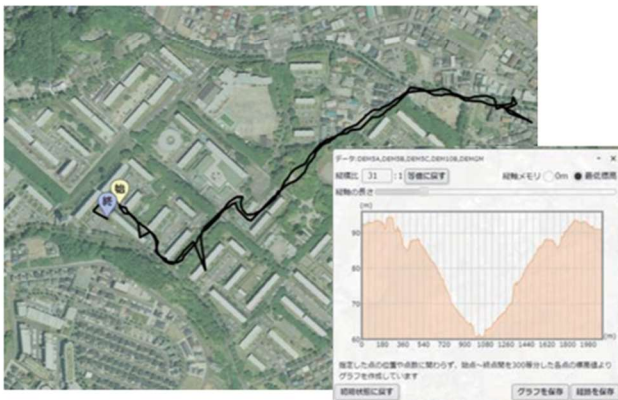 始
終
データ:DEM5A,DEM5B,DEM5C,DEM10B,DEMGM
縦横比 31 :1 等倍に戻す 縦軸メモリ 0m 最低標高
縦軸の長さ
(m)
90
80
70
60
0 180 360 540 720 900 1080 1260 1440 1620 1800 1980 (m)
指定した点の位置や点数に関わらず、始点～終点間を300等分した各点の標高値より
グラフを作成しています
初期状態に戻す グラフを保存 経路を保存